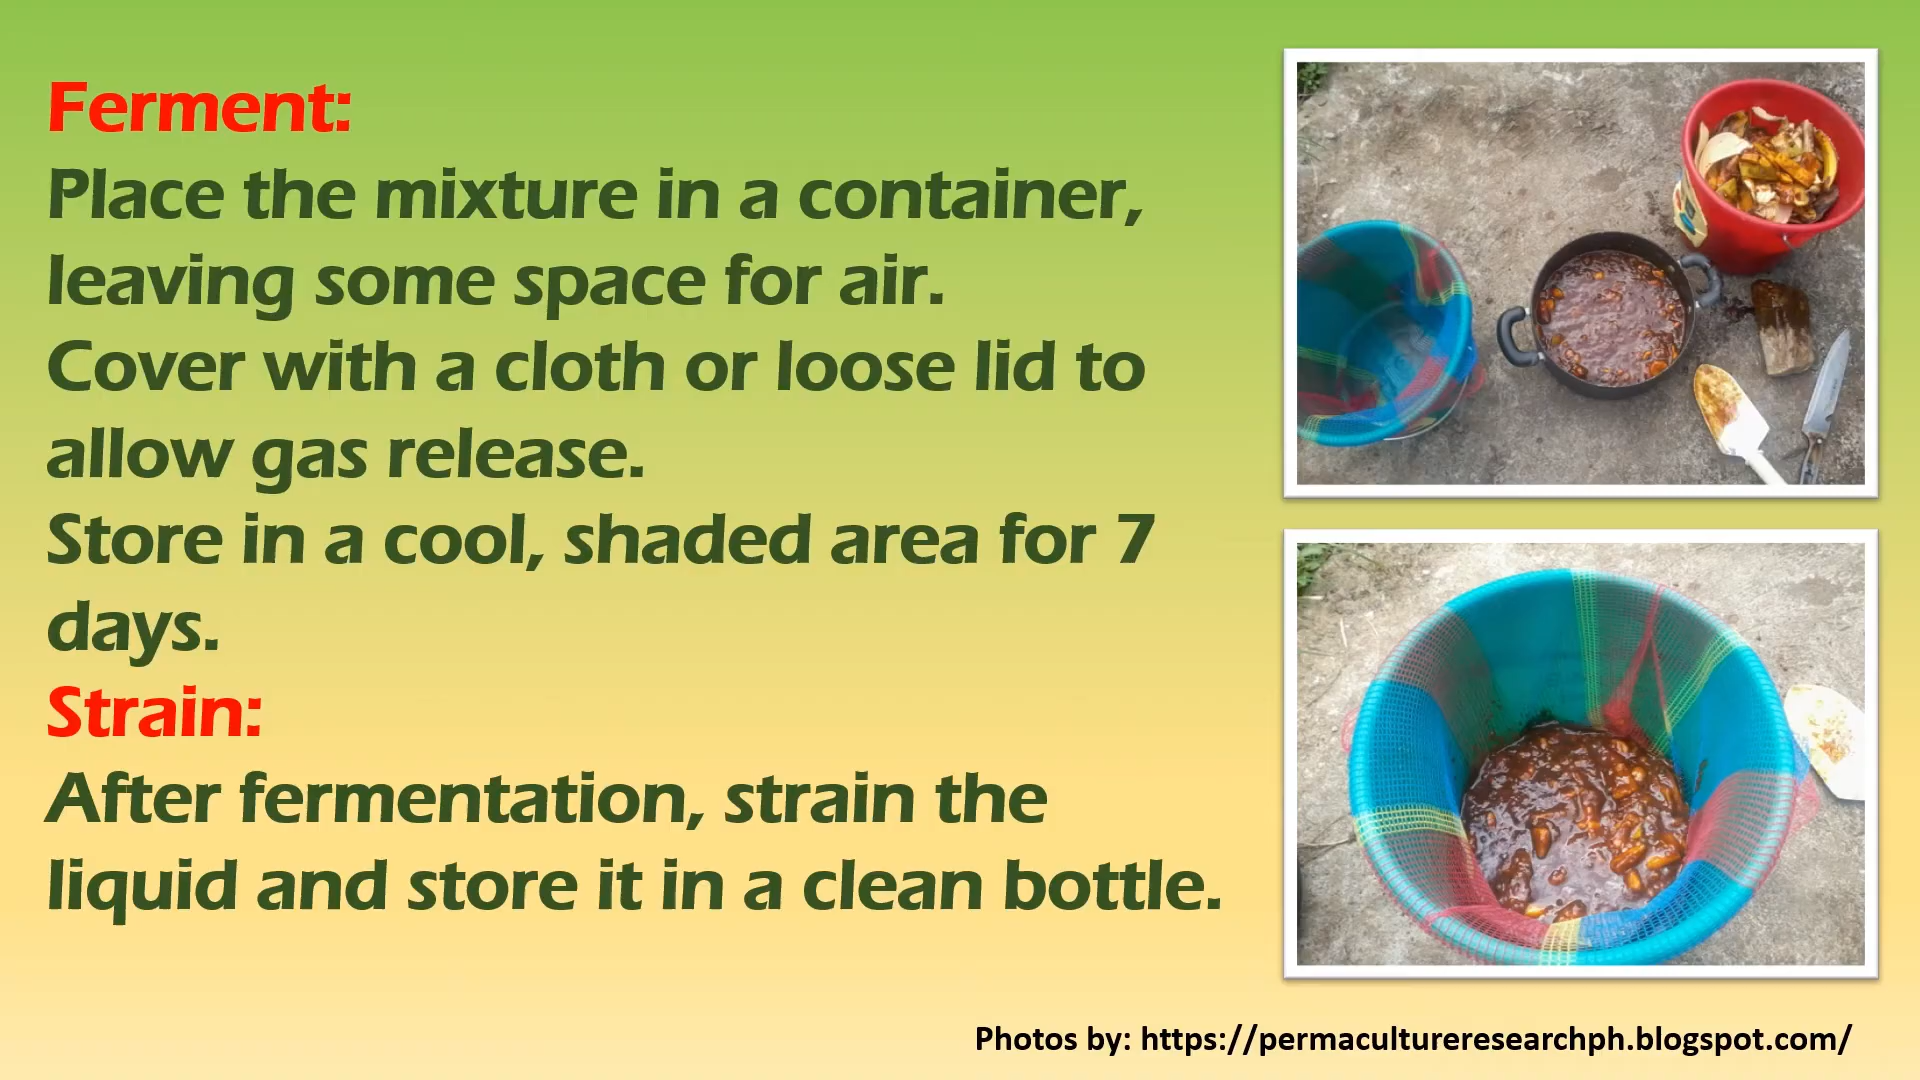 Ferment:
Place the mixture in a container,
leaving some space for air.
Cover with a cloth or loose lid to
allow gas release.
Store in a cool, shaded area for 7
days.
Strain:
After fermentation, strain the
liquid and store it in a clean bottle.
Photos by: https://permacultureresearchph.blogspot.com/